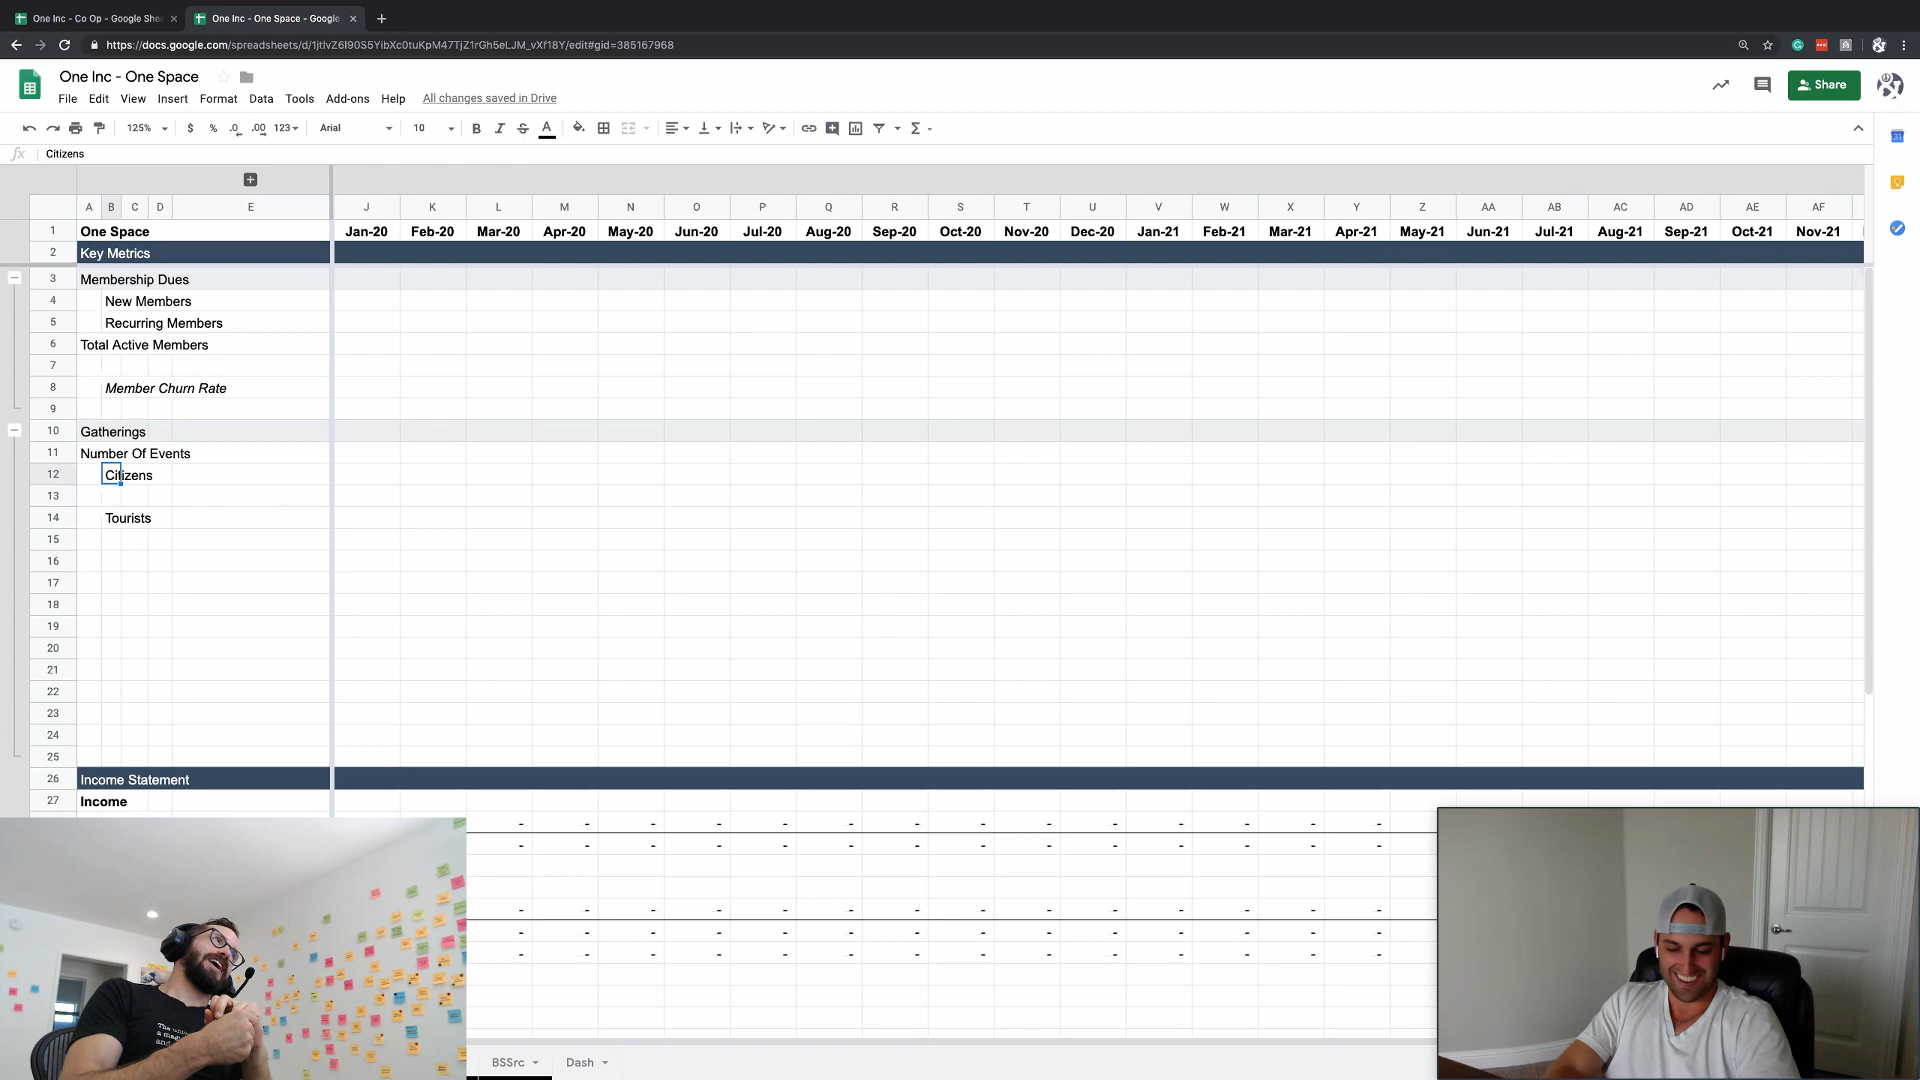 One Inc - Co Op - Google She
One Inc - One Space - Google
https://docs.google.com/spreadsheets/d/1jtIvZ6I90S5YibXc0tuKpM47TjZ1rGh5eLJM_vXf18Y/edit#gid=385167968
One Inc - One Space
File Edit View Insert Format Data Tools Add-ons Help All changes saved in Drive
Share
125% $ % .0 .00 123 Arial 10 B I S A
fx Citizens
A B C D E J K L M N O P Q R S T U V W X Y Z AA AB AC AD AE AF
1 One Space Jan-20 Feb-20 Mar-20 Apr-20 May-20 Jun-20 Jul-20 Aug-20 Sep-20 Oct-20 Nov-20 Dec-20 Jan-21 Feb-21 Mar-21 Apr-21 May-21 Jun-21 Jul-21 Aug-21 Sep-21 Oct-21 Nov-21
2 Key Metrics
3 Membership Dues
4 New Members
5 Recurring Members
6 Total Active Members
7
8 Member Churn Rate
9
10 Gatherings
11 Number Of Events
12 Citizens
13
14 Tourists
15
16
17
18
19
20
21
22
23
24
25
26 Income Statement
27 Income
- - - - - - - - - - - - - -
- - - - - - - - - - - - - -
- - - - - - - - - - - - - -
- - - - - - - - - - - - - -
- - - - - - - - - - - - - -
BSSrc Dash